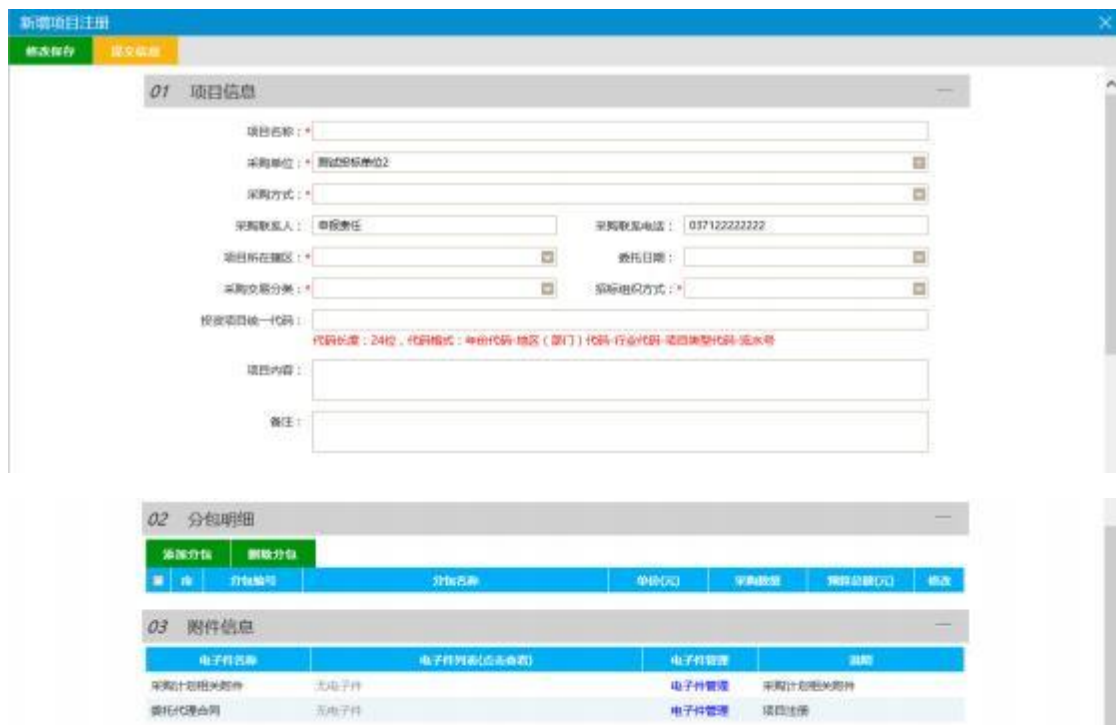 新增项目注册
修改保存 提交信息
01 项目信息
项目名称：*
采购单位：* 测试招标单位2
采购方式：*
采购联系人： 申报责任 采购联系电话： 037122222222
项目所在辖区：* 委托日期：
采购交易分类：* 招标组织方式：*
投资项目统一代码：
代码长度：24位，代码格式：年份代码-地区（部门）代码-行业代码-项目类型代码-流水号
项目内容：
备注：
02 分包明细
添加分包 删除分包
序 分包编号 分包名称 单价(元) 采购数量 预算总额(元) 修改
03 附件信息
电子件名称 电子件列表(点击查看) 电子件管理 说明
采购计划相关附件 无电子件 电子件管理 采购计划相关附件
委托代理合同 无电子件 电子件管理 项目注册